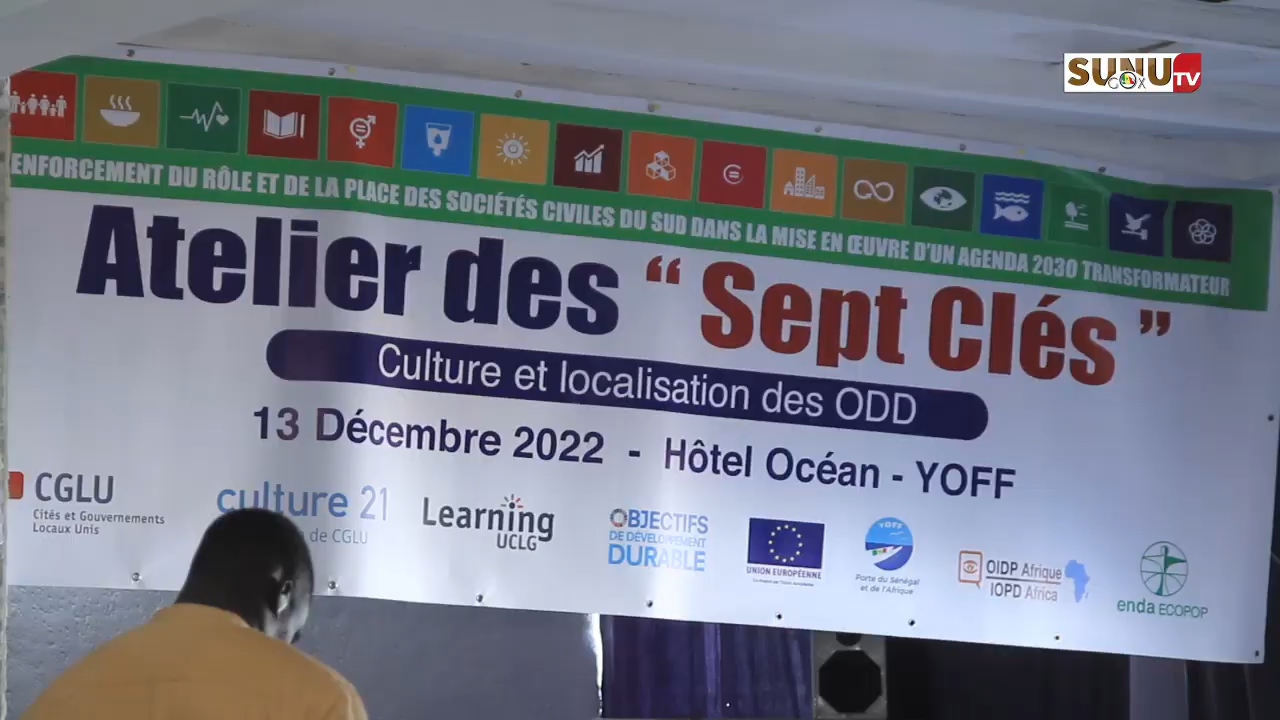 SUNU TV
GOX
ENFORCEMENT DU RÔLE ET DE LA PLACE DES SOCIÉTÉS CIVILES DU SUD DANS LA MISE EN ŒUVRE D'UN AGENDA 2030 TRANSFORMATEUR
Atelier des “ Sept Clés ”
Culture et localisation des ODD
13 Décembre 2022 - Hôtel Océan - YOFF
CGLU
Cités et Gouvernements
Locaux Unis
culture 21
de CGLU
Learning
UCLG
OBJECTIFS
DE DÉVELOPPEMENT
DURABLE
UNION EUROPÉENNE
YOFF
Porte du Sénégal
et de l'Afrique
OIDP Afrique
IOPD Africa
enda ECOPOP